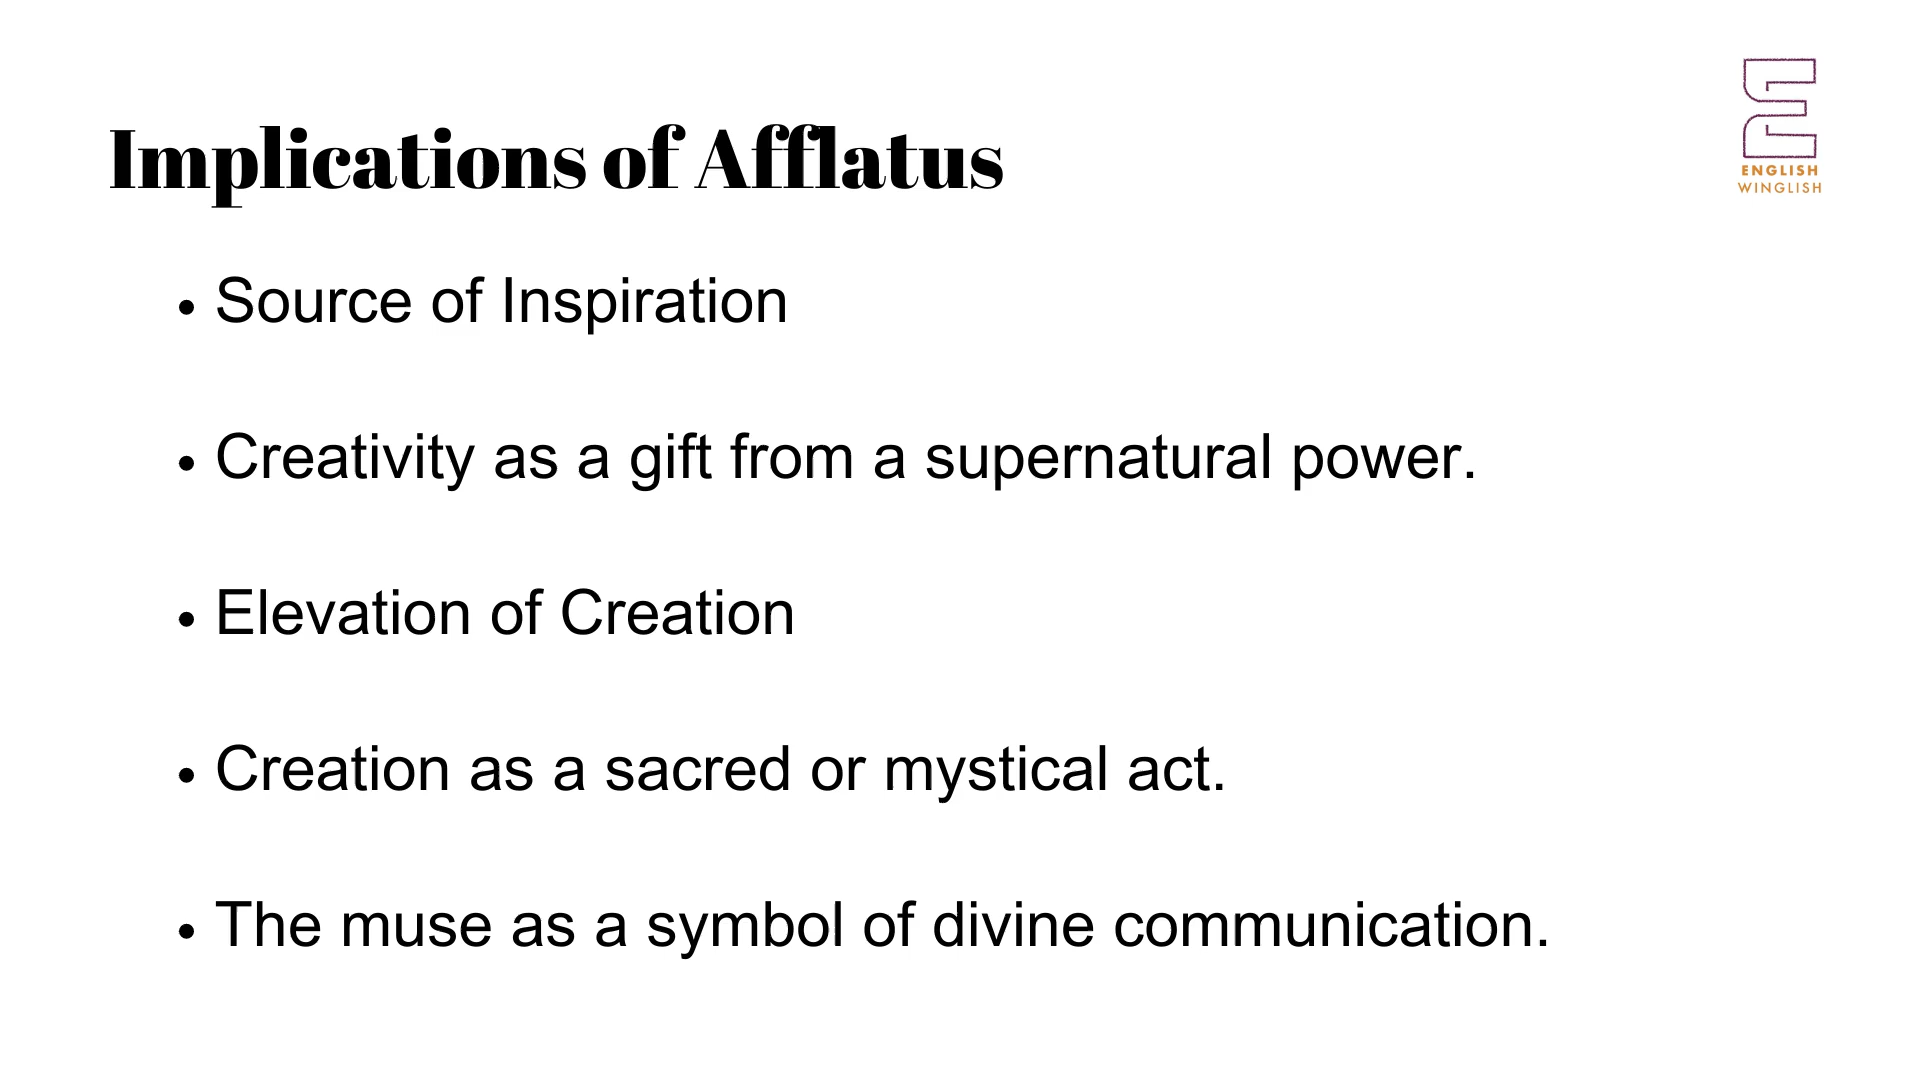 Implications of Afflatus
ENGLISH
WINGLISH
• Source of Inspiration
• Creativity as a gift from a supernatural power.
• Elevation of Creation
• Creation as a sacred or mystical act.
• The muse as a symbol of divine communication.